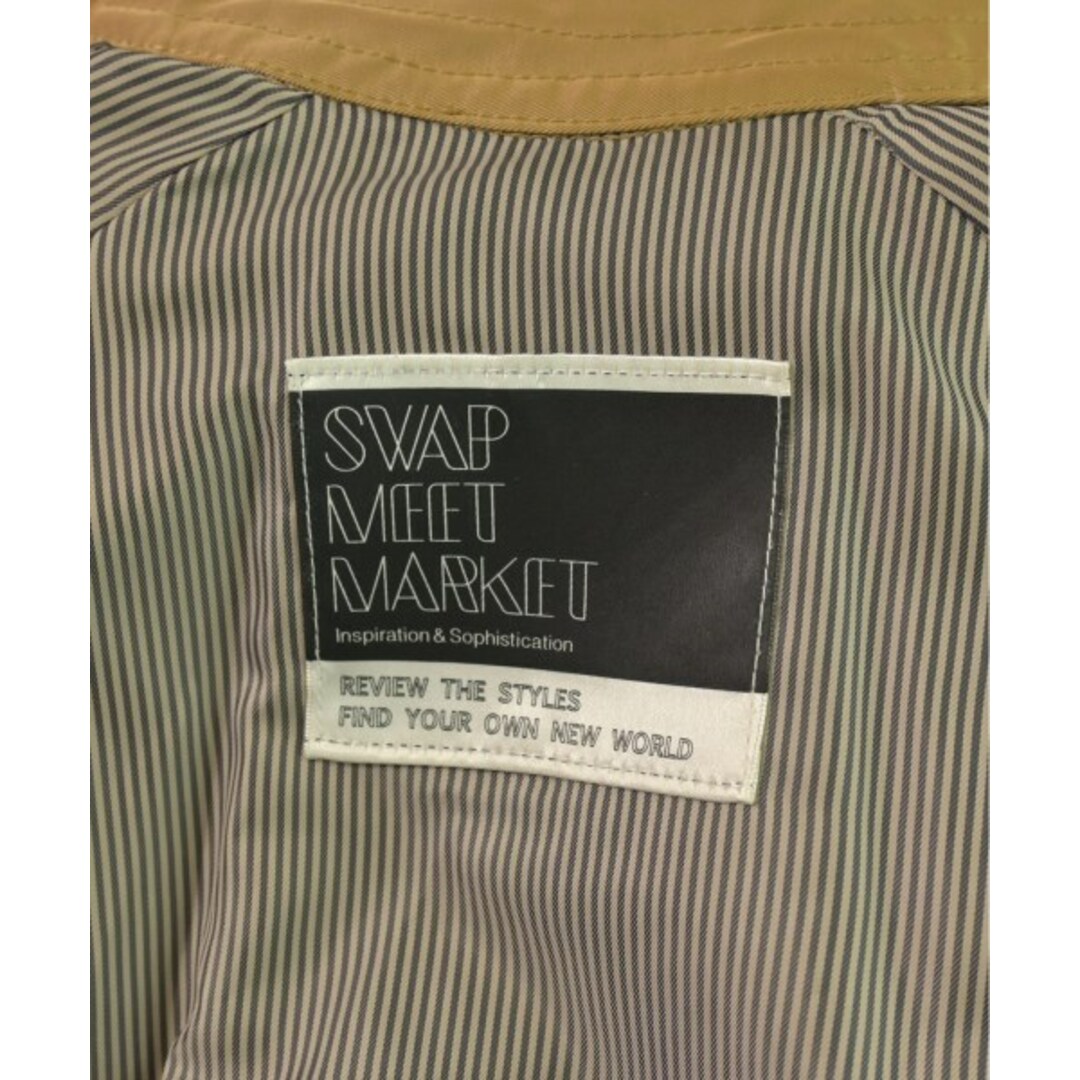 SWAP
MEET
MARKET
Inspiration & Sophistication
REVIEW THE STYLES
FIND YOUR OWN NEW WORLD